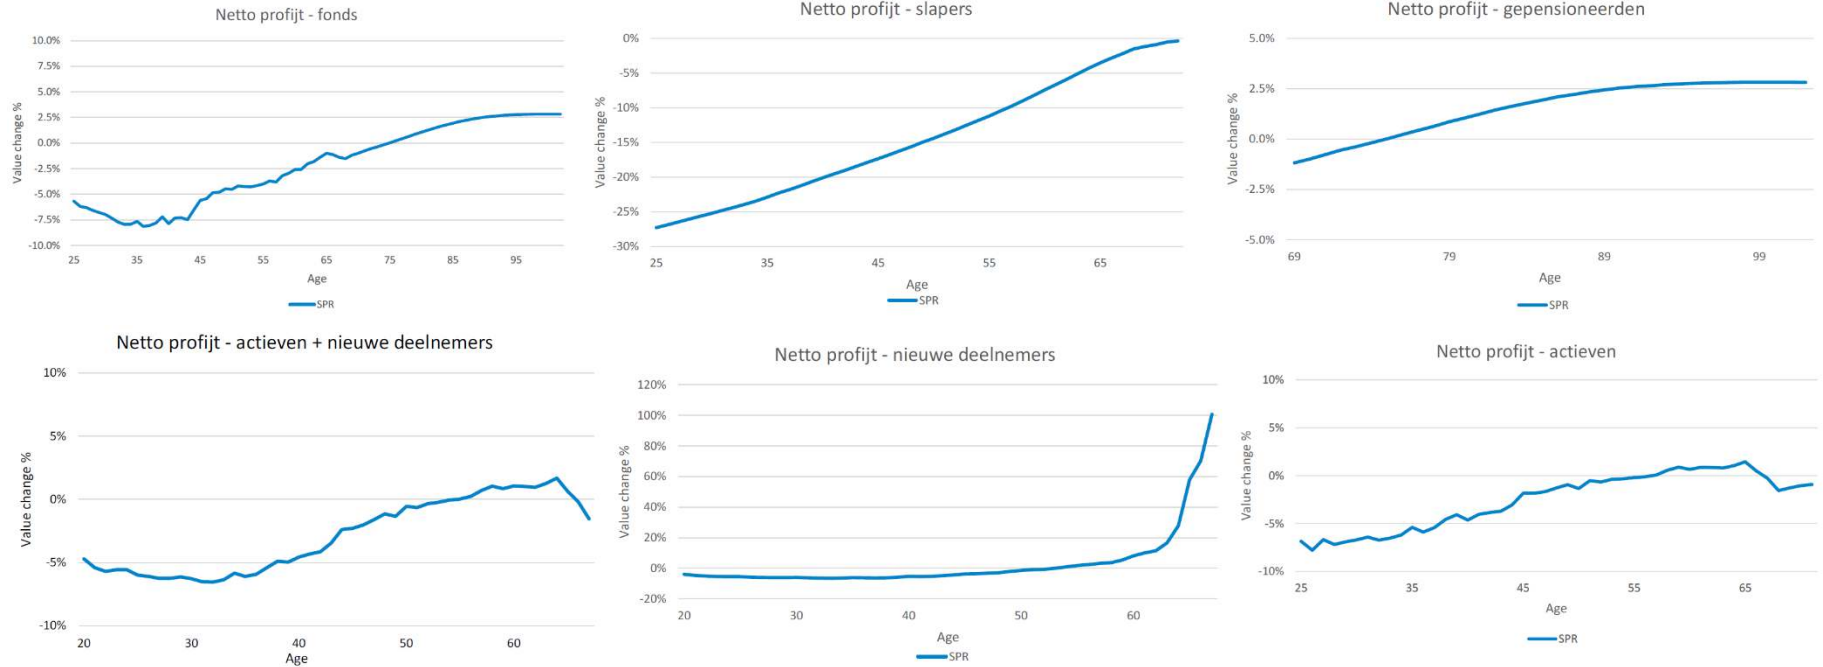 Netto profijt - fonds
10.0%
7.5%
5.0%
2.5%
0.0%
-2.5%
-5.0%
-7.5%
-10.0%
Value change %
25 35 45 55 65 75 85 95
Age
SPR
Netto profijt - slapers
0%
-5%
-10%
-15%
-20%
-25%
-30%
Value change %
25 35 45 55 65
Age
SPR
Netto profijt - gepensioneerden
5.0%
2.5%
0.0%
-2.5%
-5.0%
Value change %
69 79 89 99
Age
SPR
Netto profijt - actieven + nieuwe deelnemers
10%
5%
0%
-5%
-10%
Value change %
20 30 40 50 60
Age
Netto profijt - nieuwe deelnemers
120%
100%
80%
60%
40%
20%
0%
-20%
Value change %
20 30 40 50 60
Age
SPR
Netto profijt - actieven
10%
5%
0%
-5%
-10%
Value change %
25 35 45 55 65
Age
SPR